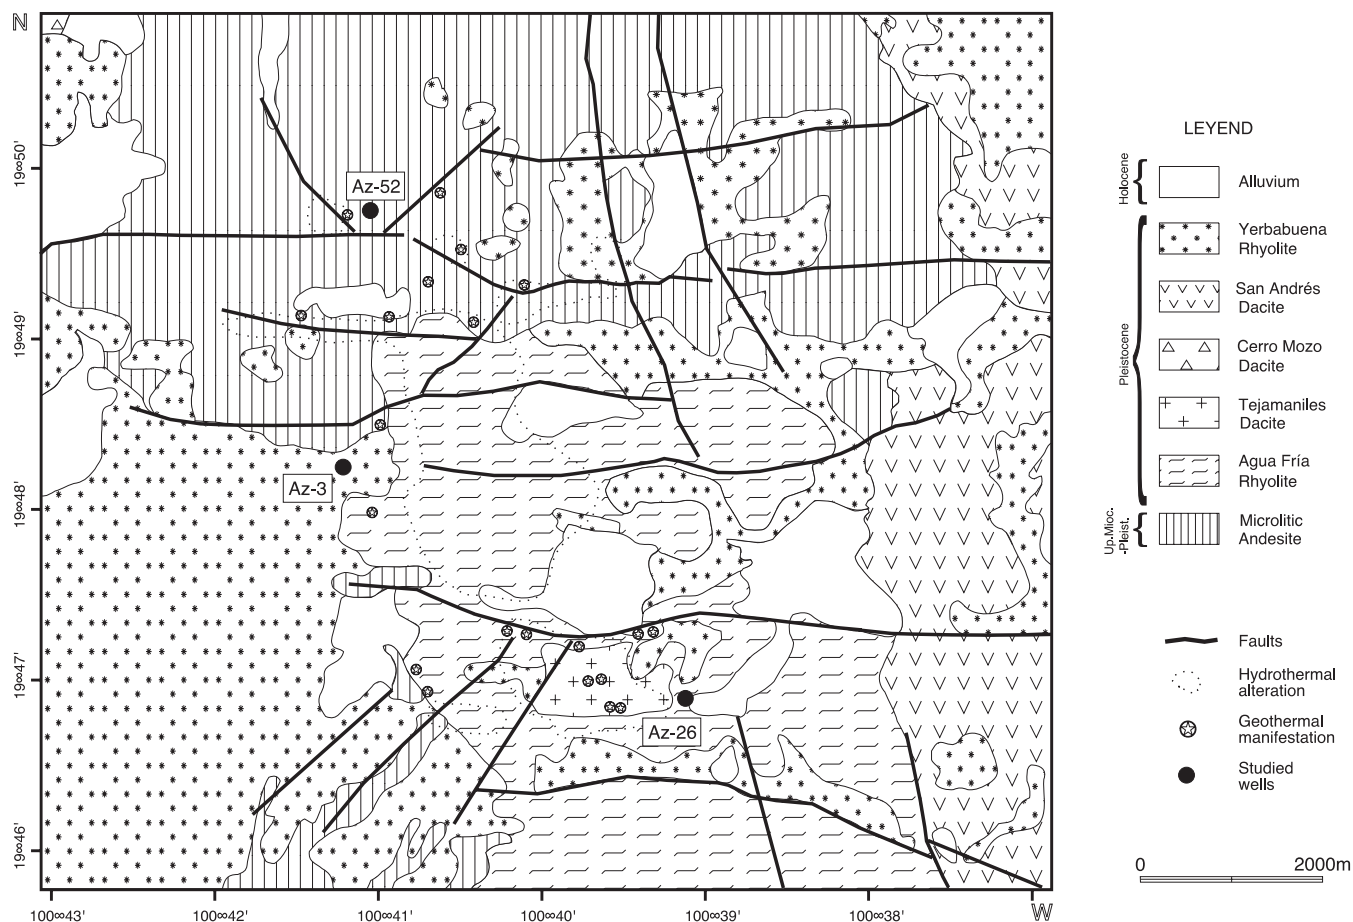 N
19∞50'
19∞49'
19∞48'
19∞47'
19∞46'
Az-52
Az-3
Az-26
100∞43'
100∞42'
100∞41'
100∞40'
100∞39'
100∞38'
W
LEYEND
Holocene
Alluvium
Pleistocene
Yerbabuena
Rhyolite
San Andrés
Dacite
Cerro Mozo
Dacite
Tejamaniles
Dacite
Agua Fría
Rhyolite
Up.Mioc.
-Pleist.
Microlitic
Andesite
Faults
Hydrothermal
alteration
Geothermal
manifestation
Studied
wells
0 2000m